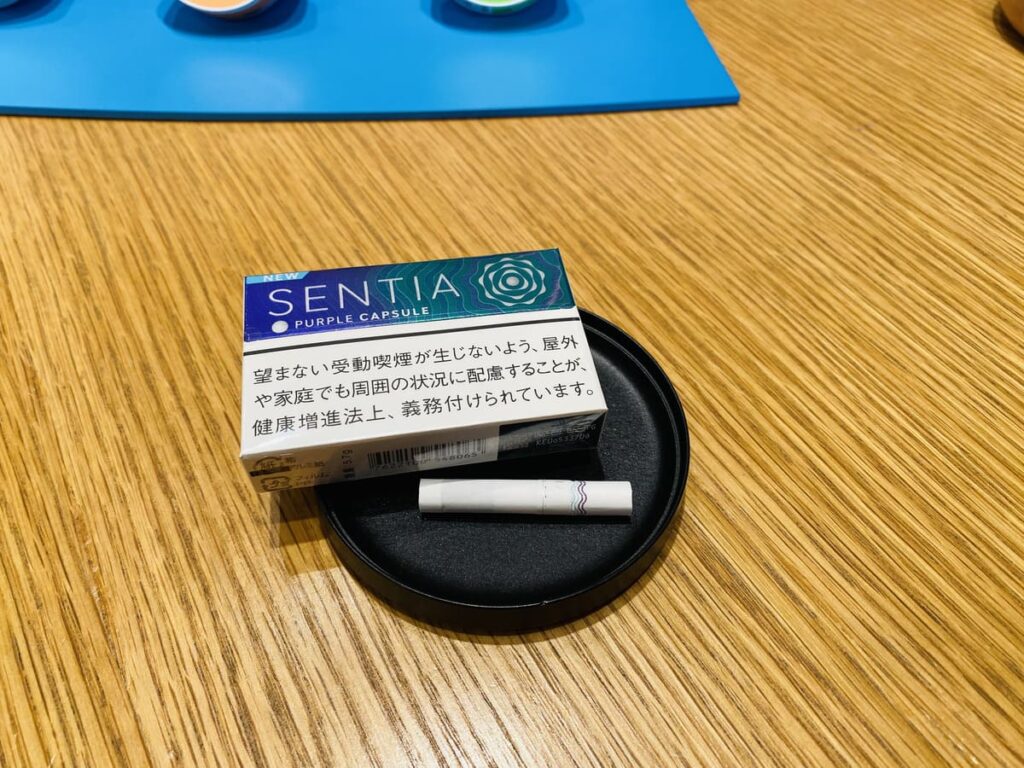 NEW
SENTIA
PURPLE CAPSULE
望まない受動喫煙が生じないよう、屋外
や家庭でも周囲の状況に配慮することが、
健康増進法上、義務付けられています。